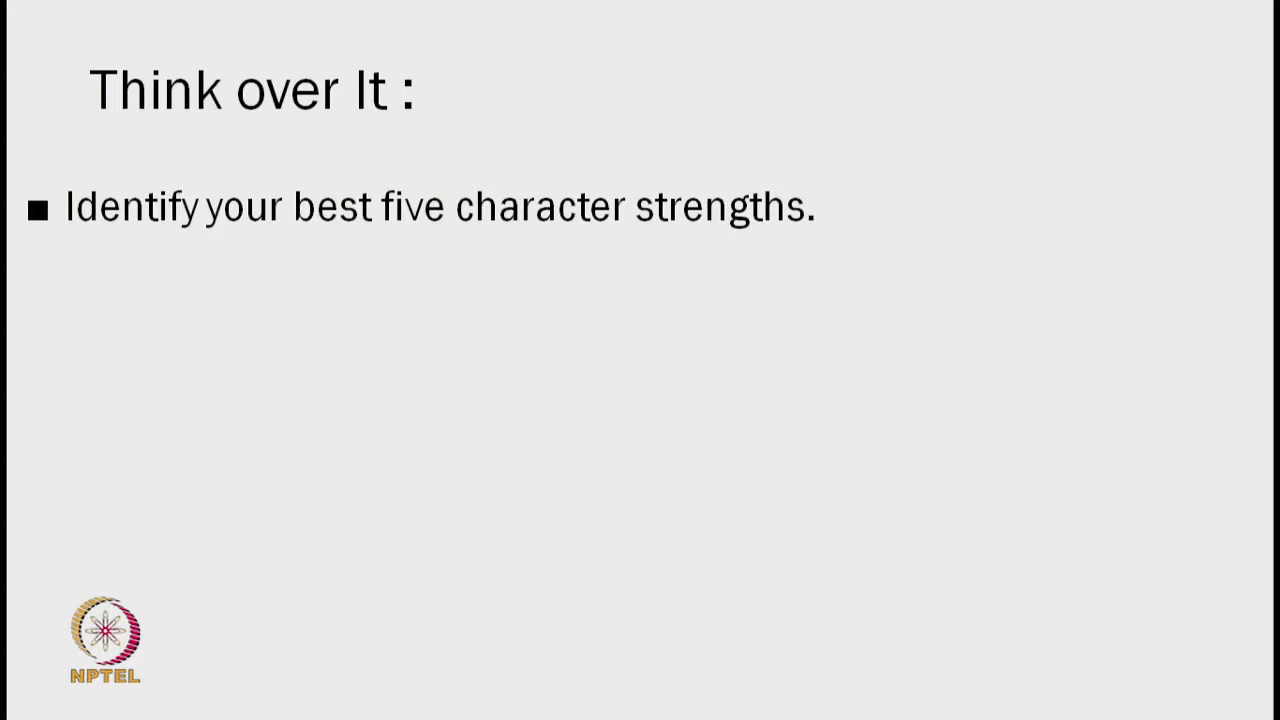 Think over It :
■ Identify your best five character strengths.
NPTEL